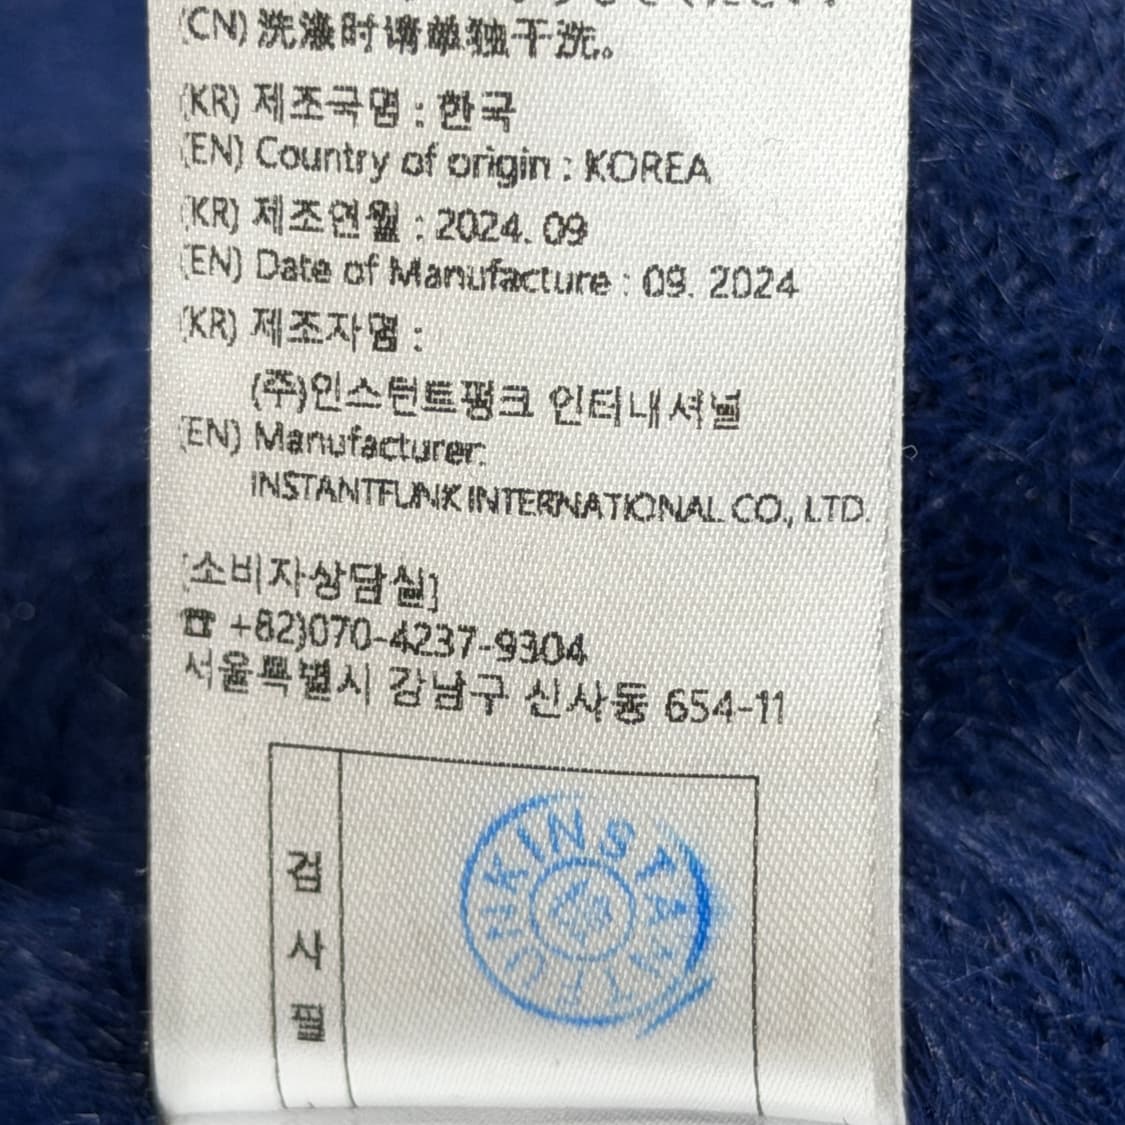 (CN) 洗涤时请单独干洗。
(KR) 제조국명 : 한국
(EN) Country of origin : KOREA
(KR) 제조연월 : 2024. 09
(EN) Date of Manufacture : 09. 2024
(KR) 제조자명 :
(주)인스턴트펑크 인터내셔널
(EN) Manufacturer:
INSTANTFUNK INTERNATIONAL CO., LTD.
[소비자상담실]
☎ +82)070-4237-9304
서울특별시 강남구 신사동 654-11
검사필
INSTANTFUNK